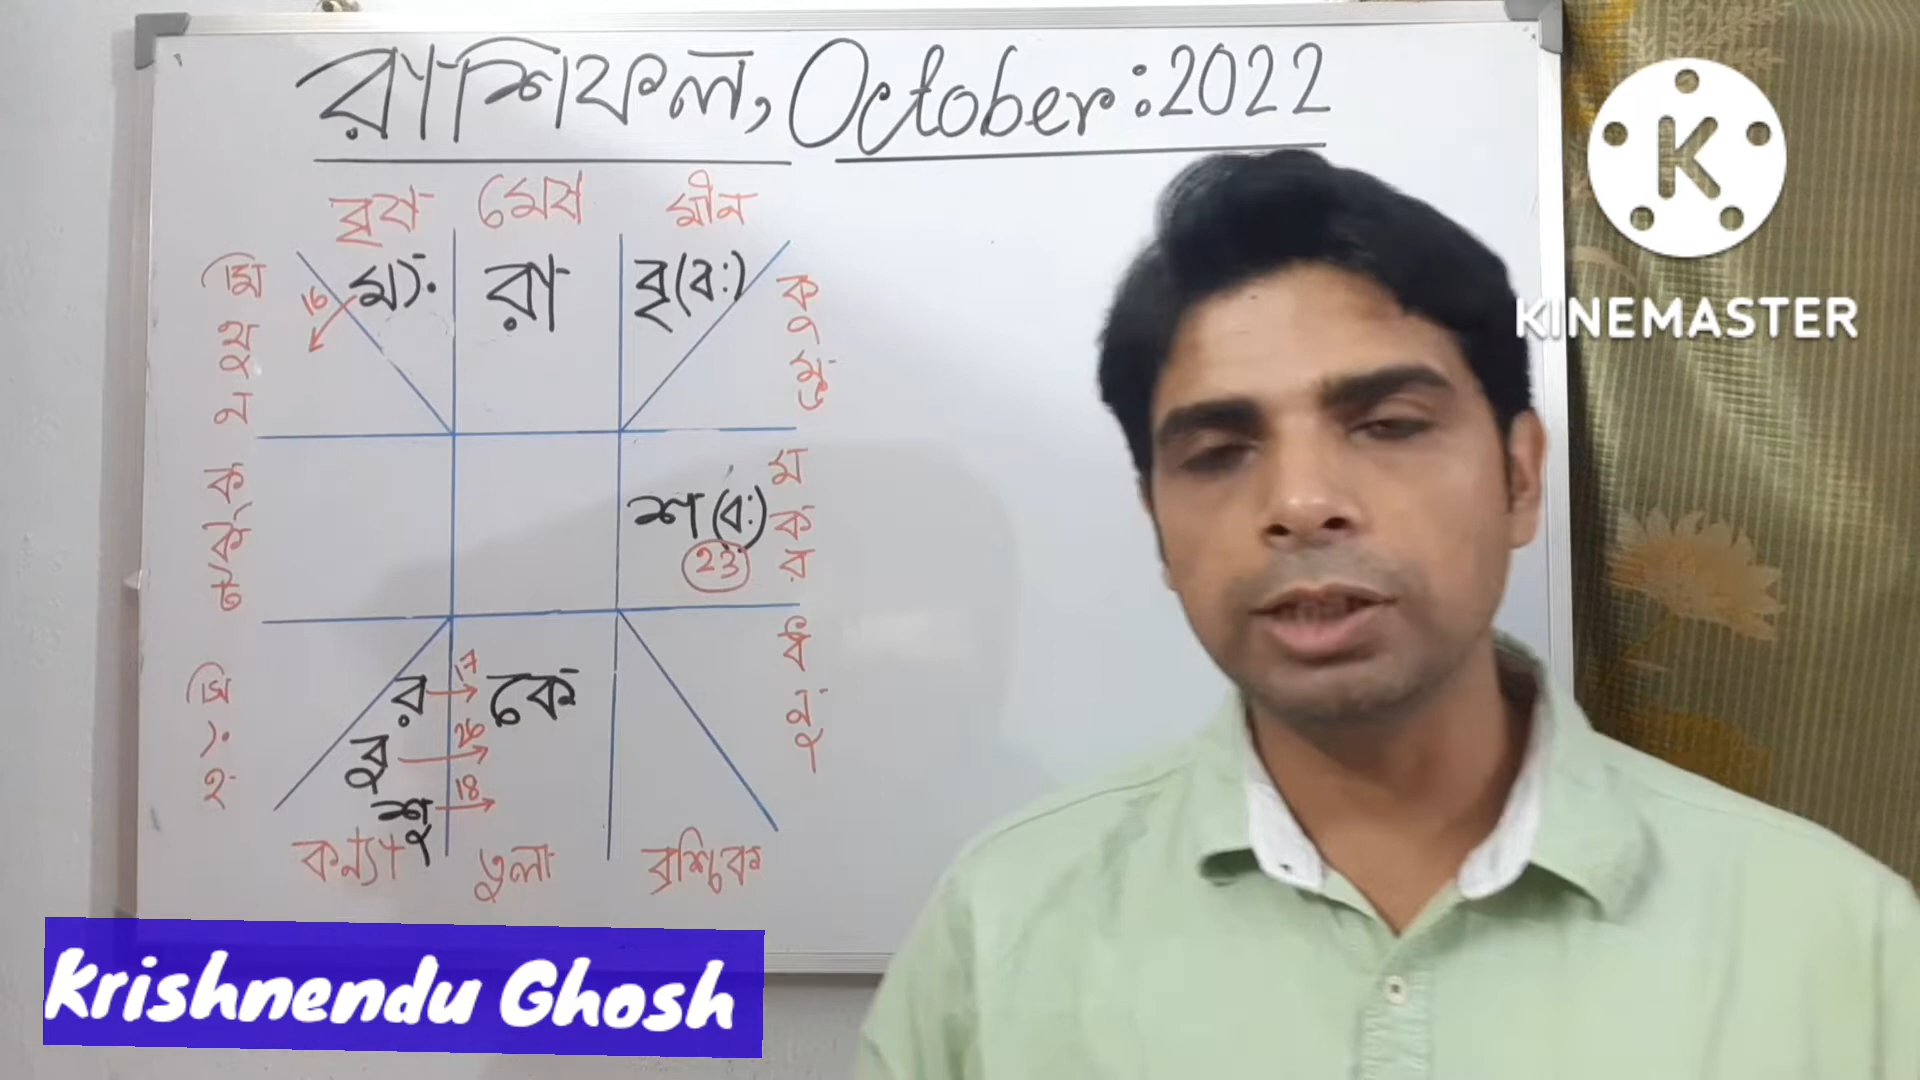 রাশিফল, October: 2022
বৃষ মেষ মীন
মিথুন
16
মং রা বৃ(ব:)
কুম্ভ
কর্কট
শ(ব:)
23
মকর
সিংহ
র 17 কে
বু 26
শু 18
ধনু
কন্যা তুলা বৃশ্চিক
K
KINEMASTER
Krishnendu Ghosh